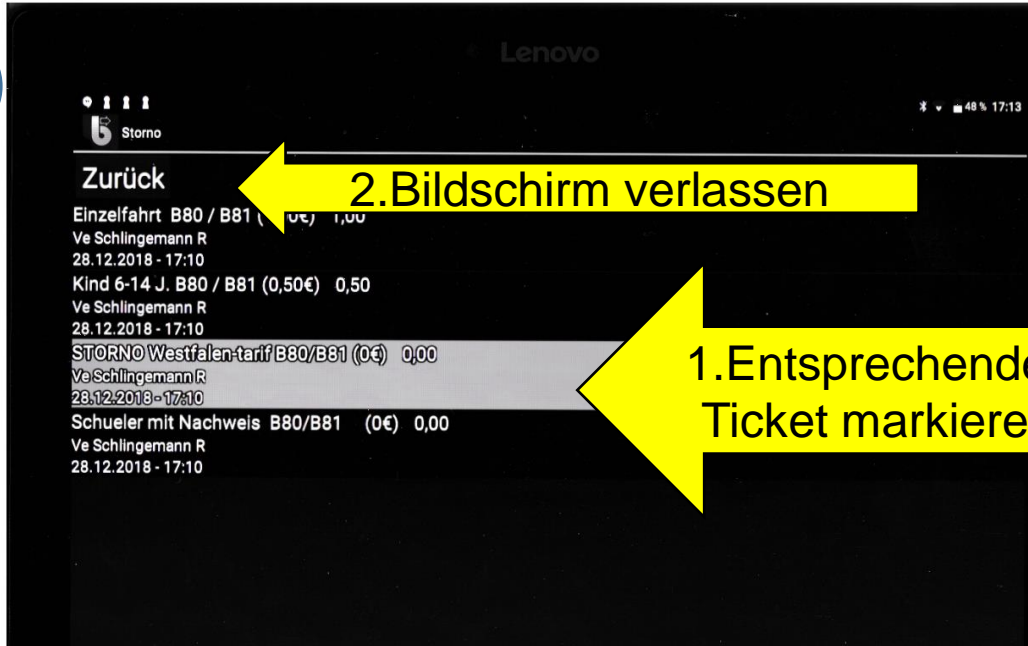 Lenovo
48 % 17:13
Storno
Zurück
2.Bildschirm verlassen
Einzelfahrt B80 / B81 ( 0€) 1,00
Ve Schlingemann R
28.12.2018 - 17:10
Kind 6-14 J. B80 / B81 (0,50€) 0,50
Ve Schlingemann R
28.12.2018 - 17:10
STORNO Westfalen-tarif B80/B81 (0€) 0,00
Ve Schlingemann R
28.12.2018 - 17:10
1.Entsprechende
Ticket markiere
Schueler mit Nachweis B80/B81 (0€) 0,00
Ve Schlingemann R
28.12.2018 - 17:10